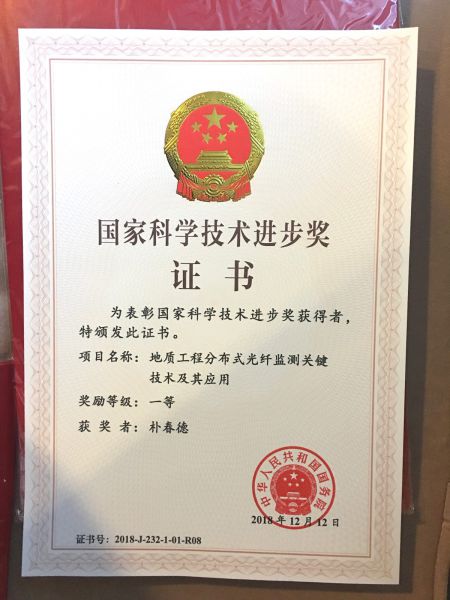 国家科学技术进步奖
证书
为表彰国家科学技术进步奖获得者，
特颁发此证书。
项目名称：地质工程分布式光纤监测关键
技术及其应用
奖励等级：一等
获奖者：朴春德
中华人民共和国国务院
2018年12月12日
证书号：2018-J-232-1-01-R08